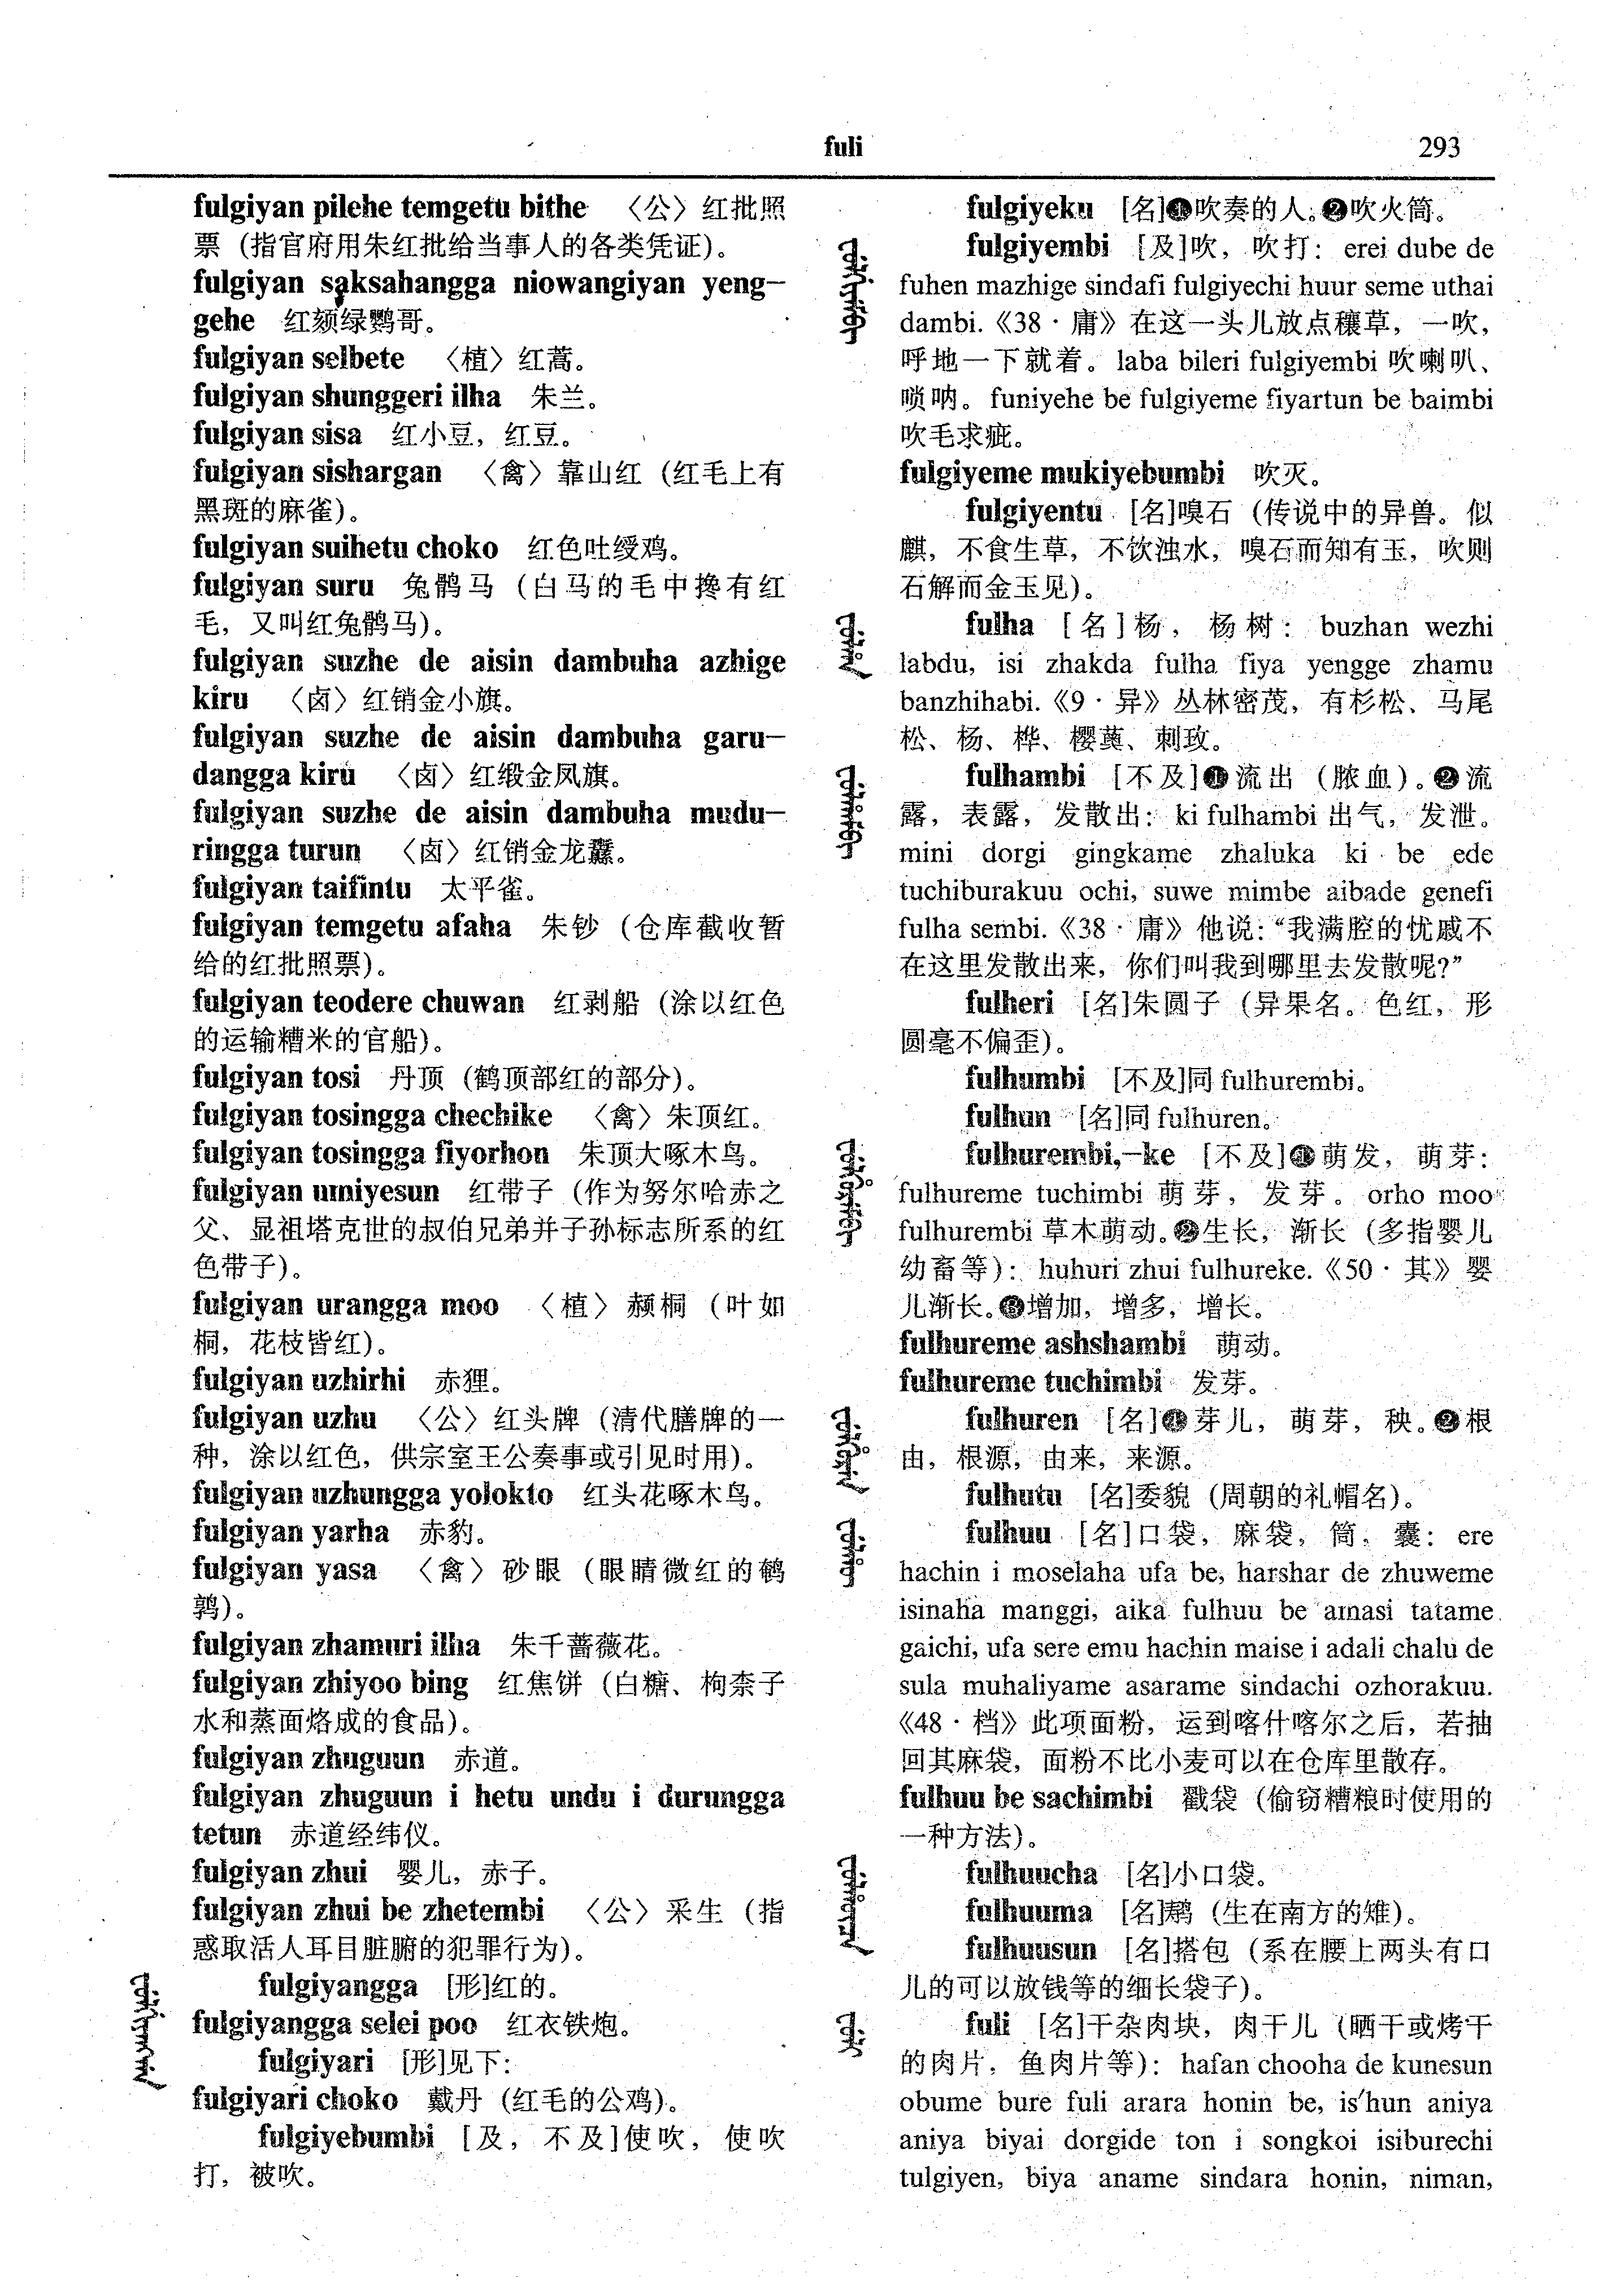 fuli 293
fulgiyan pilehe temgetu bithe 〈公〉红批照
票（指官府用朱红批给当事人的各类凭证）。
fulgiyan saksahangga niowangiyan yeng-
gehe 红颏绿鹦哥。
fulgiyan selbete 〈植〉红蒿。
fulgiyan shunggeri ilha 朱兰。
fulgiyan sisa 红小豆，红豆。
fulgiyan sishargan 〈禽〉靠山红（红毛上有
黑斑的麻雀）。
fulgiyan suihetu choko 红色吐绶鸡。
fulgiyan suru 兔鹘马（白马的毛中搀有红
毛，又叫红兔鹘马）。
fulgiyan suzhe de aisin dambuha azhige
kiru 〈卤〉红销金小旗。
fulgiyan suzhe de aisin dambuha garu-
dangga kiru 〈卤〉红缎金凤旗。
fulgiyan suzhe de aisin dambuha mudu-
ringga turun 〈卤〉红销金龙纛。
fulgiyan taifintu 太平雀。
fulgiyan temgetu afaha 朱钞（仓库截收暂
给的红批照票）。
fulgiyan teodere chuwan 红剥船（涂以红色
的运输糟米的官船）。
fulgiyan tosi 丹顶（鹤顶部红的部分）。
fulgiyan tosingga chechike 〈禽〉朱顶红。
fulgiyan tosingga fiyorhon 朱顶大啄木鸟。
fulgiyan umiyesun 红带子（作为努尔哈赤之
父、显祖塔克世的叔伯兄弟并子孙标志所系的红
色带子）。
fulgiyan urangga moo 〈植〉赪桐（叶如
桐，花枝皆红）。
fulgiyan uzhirhi 赤狸。
fulgiyan uzhu 〈公〉红头牌（清代膳牌的一
种，涂以红色，供宗室王公奏事或引见时用）。
fulgiyan uzhungga yolokto 红头花啄木鸟。
fulgiyan yarha 赤豹。
fulgiyan yasa 〈禽〉砂眼（眼睛微红的鹌
鹑）。
fulgiyan zhamuri ilha 朱千蔷薇花。
fulgiyan zhiyoo bing 红焦饼（白糖、枸柰子
水和蒸面烙成的食品）。
fulgiyan zhuguun 赤道。
fulgiyan zhuguun i hetu undu i durungga
tetun 赤道经纬仪。
fulgiyan zhui 婴儿，赤子。
fulgiyan zhui be zhetembi 〈公〉采生（指
惑取活人耳目脏腑的犯罪行为）。
fulgiyangga [形]红的。
fulgiyangga selei poo 红衣铁炮。
fulgiyari [形]见下：
fulgiyari choko 戴丹（红毛的公鸡）。
fulgiyebumbi [及，不及]使吹，使吹
打，被吹。
fulgiyeku [名]❶吹奏的人。❷吹火筒。
fulgiyembi [及]吹，吹打：erei dube de
fuhen mazhige sindafi fulgiyechi huur seme uthai
dambi.《38·庸》在这一头儿放点穰草，一吹，
呼地一下就着。laba bileri fulgiyembi 吹喇叭、
唢呐。funiyehe be fulgiyeme fiyartun be baimbi
吹毛求疵。
fulgiyeme mukiyebumbi 吹灭。
fulgiyentu [名]嗅石（传说中的异兽。似
麒，不食生草，不饮浊水，嗅石而知有玉，吹则
石解而金玉见）。
fulha [名]杨，杨树：buzhan wezhi
labdu, isi zhakda fulha fiya yengge zhamu
banzhihabi.《9·异》丛林密茂，有杉松、马尾
松、杨、桦、樱薁、刺玫。
fulhambi [不及]❶流出（脓血）。❷流
露，表露，发散出：ki fulhambi 出气，发泄。
mini dorgi gingkame zhaluka ki be ede
tuchiburakuu ochi, suwe mimbe aibade genefi
fulha sembi.《38·庸》他说：“我满腔的忧戚不
在这里发散出来，你们叫我到哪里去发散呢？”
fulheri [名]朱圆子（异果名。色红，形
圆毫不偏歪）。
fulhumbi [不及]同 fulhurembi。
fulhun [名]同 fulhuren。
fulhurembi,-ke [不及]❶萌发，萌芽：
fulhureme tuchimbi 萌芽，发芽。orho moo
fulhurembi 草木萌动。❷生长，渐长（多指婴儿
幼畜等）：huhuri zhui fulhureke.《50·其》婴
儿渐长。❸增加，增多，增长。
fulhureme ashshambi 萌动。
fulhureme tuchimbi 发芽。
fulhuren [名]❶芽儿，萌芽，秧。❷根
由，根源，由来，来源。
fulhutu [名]委貌（周朝的礼帽名）。
fulhuu [名]口袋，麻袋，筒，囊：ere
hachin i moselaha ufa be, harshar de zhuweme
isinaha manggi, aika fulhuu be amasi tatame
gaichi, ufa sere emu hachin maise i adali chalu de
sula muhaliyame asarame sindachi ozhorakuu.
《48·档》此项面粉，运到喀什喀尔之后，若抽
回其麻袋，面粉不比小麦可以在仓库里散存。
fulhuu be sachimbi 戳袋（偷窃糟粮时使用的
一种方法）。
fulhuucha [名]小口袋。
fulhuuma [名]鷷（生在南方的雉）。
fulhuusun [名]搭包（系在腰上两头有口
儿的可以放钱等的细长袋子）。
fuli [名]干杂肉块，肉干儿（晒干或烤干
的肉片，鱼肉片等）：hafan chooha de kunesun
obume bure fuli arara honin be, is'hun aniya
aniya biyai dorgide ton i songkoi isiburechi
tulgiyen, biya aname sindara honin, niman,